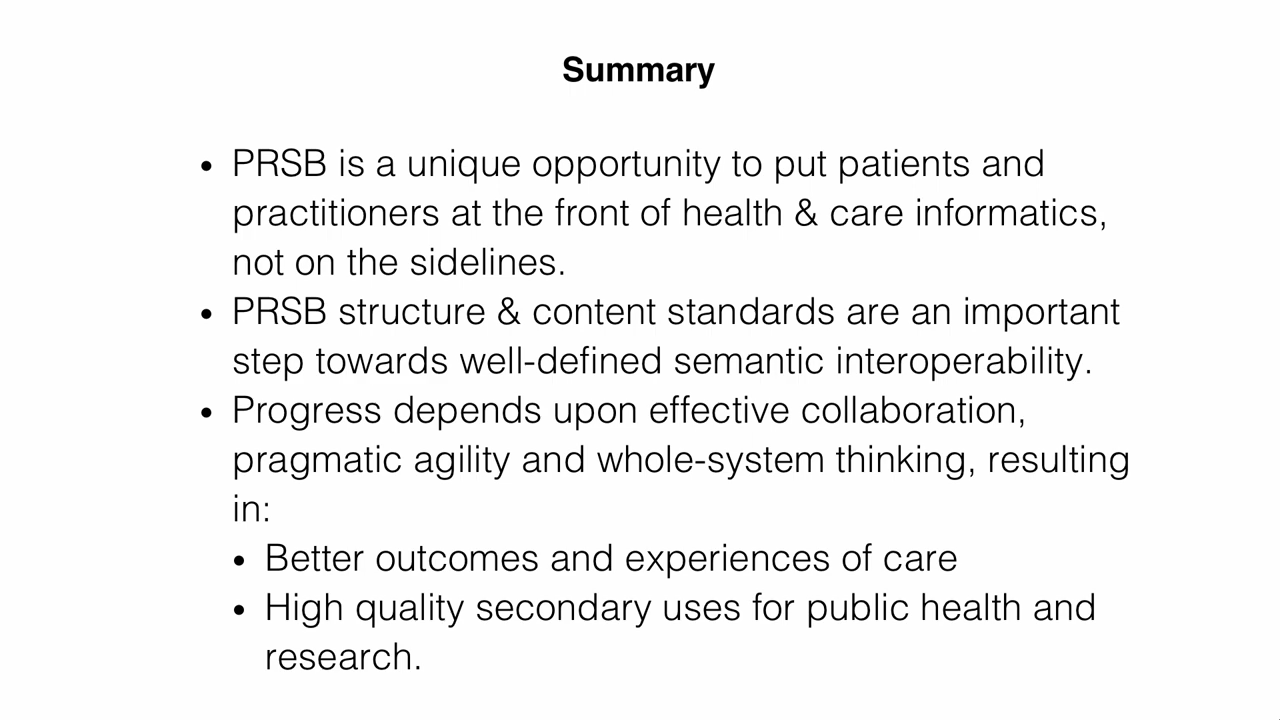 Summary
• PRSB is a unique opportunity to put patients and
practitioners at the front of health & care informatics,
not on the sidelines.
• PRSB structure & content standards are an important
step towards well-defined semantic interoperability.
• Progress depends upon effective collaboration,
pragmatic agility and whole-system thinking, resulting
in:
• Better outcomes and experiences of care
• High quality secondary uses for public health and
research.